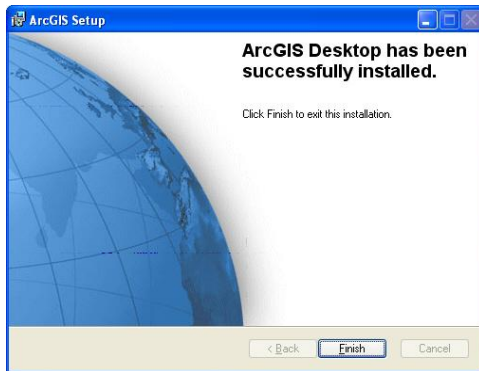 ArcGIS Setup
ArcGIS Desktop has been
successfully installed.
Click Finish to exit this installation.
< Back
Finish
Cancel